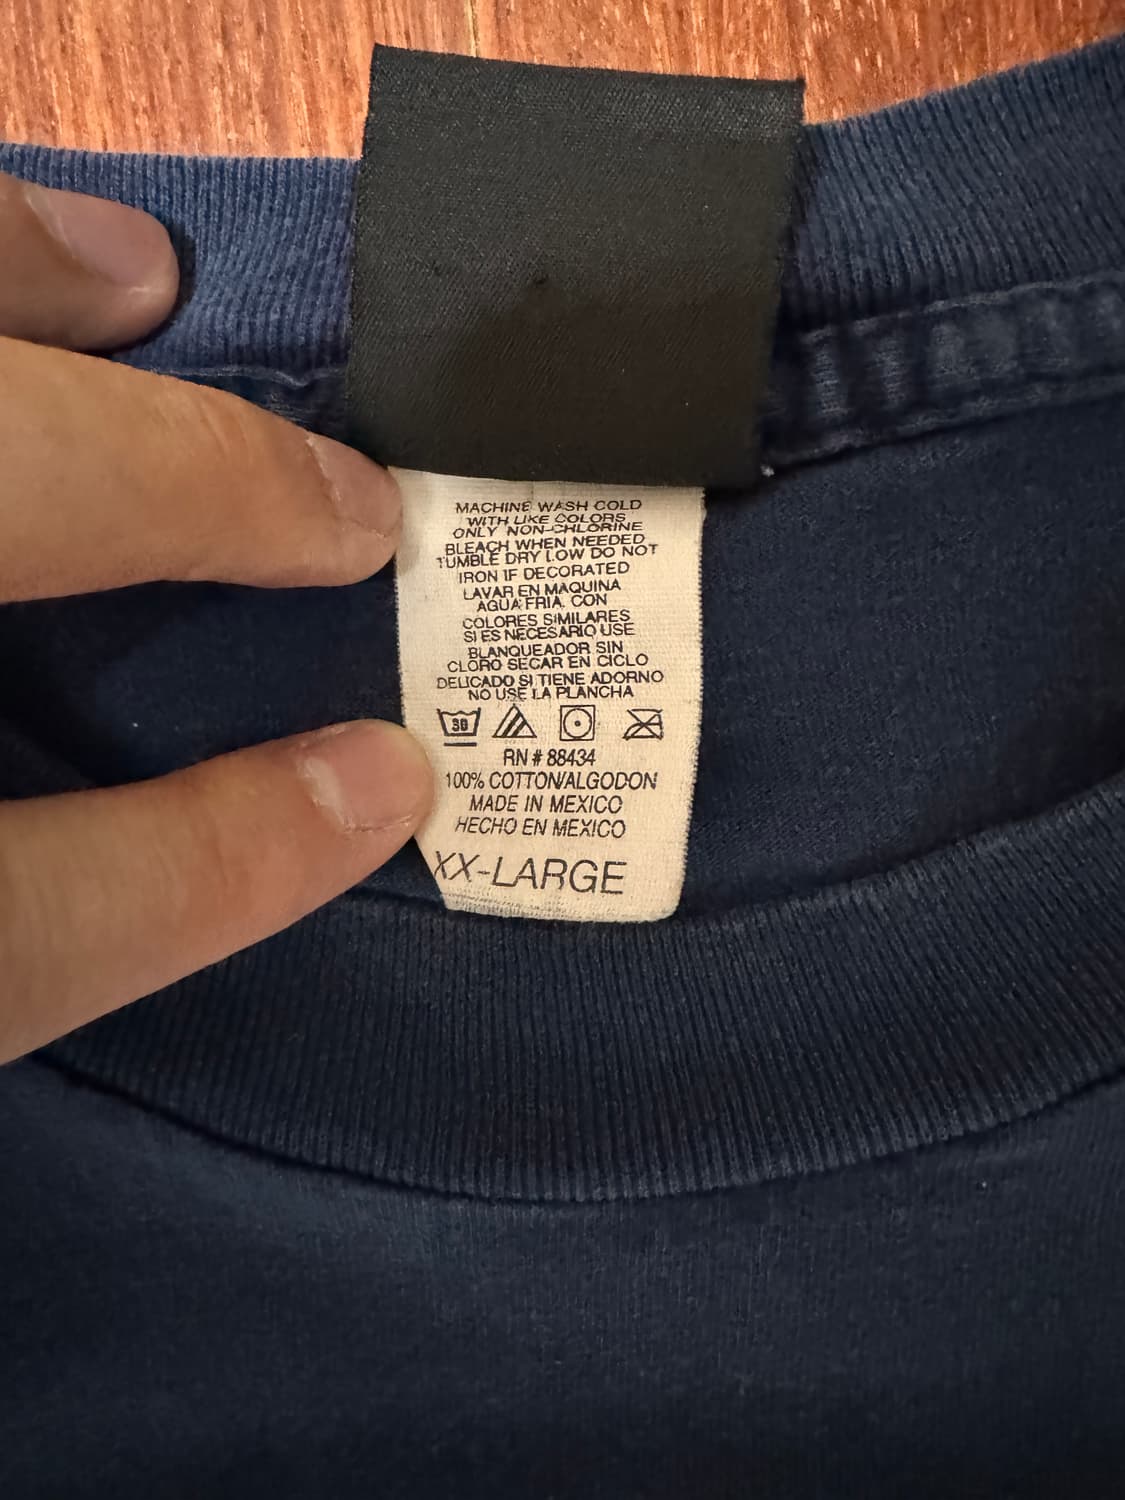 MACHINE WASH COLD
WITH LIKE COLORS
ONLY NON-CHLORINE
BLEACH WHEN NEEDED
TUMBLE DRY LOW DO NOT
IRON IF DECORATED
LAVAR EN MAQUINA
AGUA FRIA, CON
COLORES SIMILARES
SI ES NECESARIO USE
BLANQUEADOR SIN
CLORO SECAR EN CICLO
DELICADO SI TIENE ADORNO
NO USE LA PLANCHA
30
RN # 88434
100% COTTON/ALGODON
MADE IN MEXICO
HECHO EN MEXICO
XX-LARGE